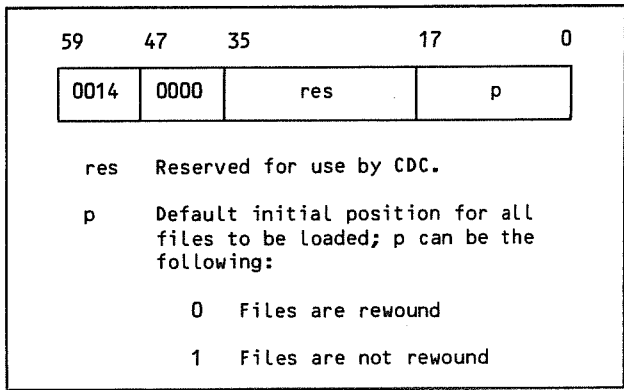 59 47 35 17 0
0014 0000 res p
res Reserved for use by CDC.
p Default initial position for all
files to be loaded; p can be the
following:
0 Files are rewound
1 Files are not rewound